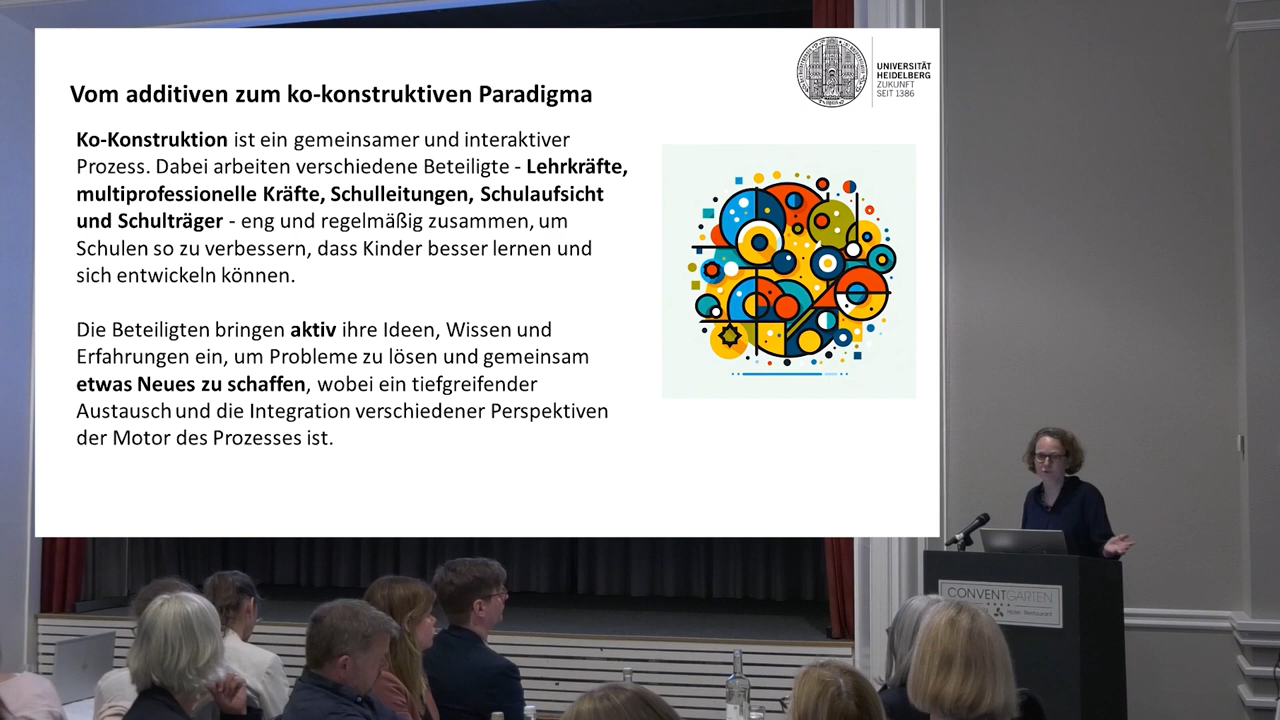 UNIVERSITÄT
HEIDELBERG
ZUKUNFT
SEIT 1386
Vom additiven zum ko-konstruktiven Paradigma
Ko-Konstruktion ist ein gemeinsamer und interaktiver
Prozess. Dabei arbeiten verschiedene Beteiligte - Lehrkräfte,
multiprofessionelle Kräfte, Schulleitungen, Schulaufsicht
und Schulträger - eng und regelmäßig zusammen, um
Schulen so zu verbessern, dass Kinder besser lernen und
sich entwickeln können.
Die Beteiligten bringen aktiv ihre Ideen, Wissen und
Erfahrungen ein, um Probleme zu lösen und gemeinsam
etwas Neues zu schaffen, wobei ein tiefgreifender
Austausch und die Integration verschiedener Perspektiven
der Motor des Prozesses ist.
CONVENTGARTEN
Hotel Restaurant